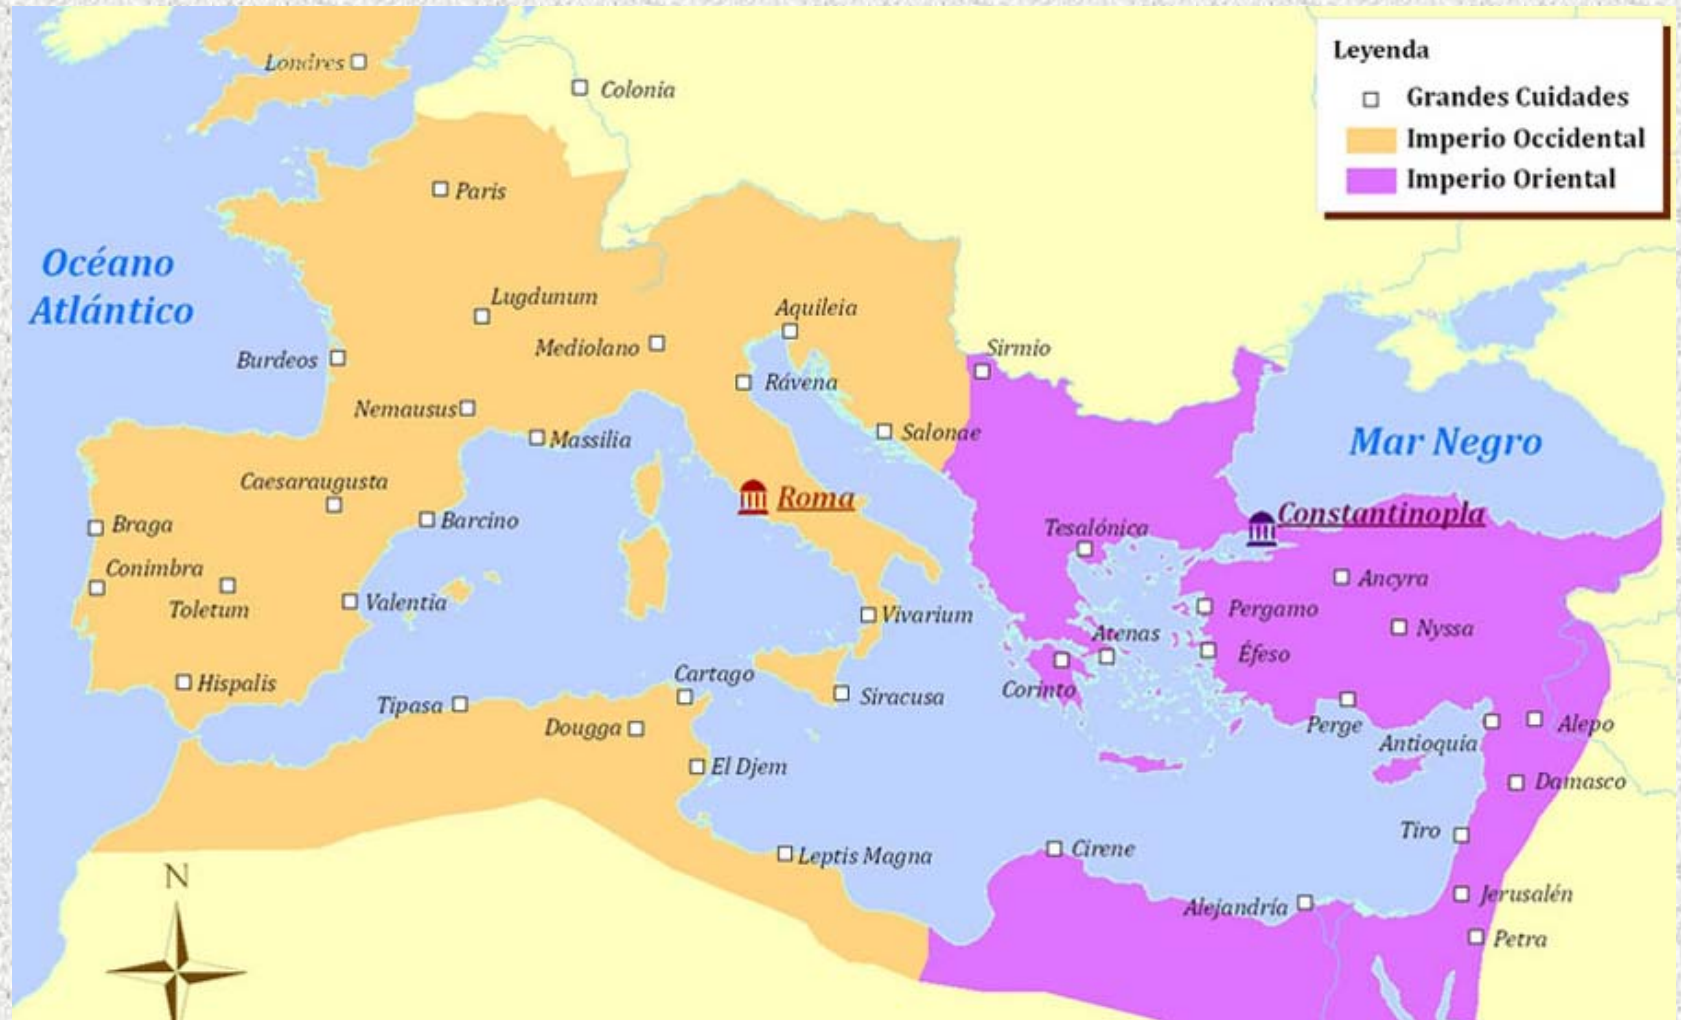 Leyenda
Grandes Cuidades
Imperio Occidental
Imperio Oriental
Londres
Colonia
Paris
Océano
Atlántico
Lugdunum
Aquileia
Mediolano
Burdeos
Sirmio
Rávena
Nemausus
Massilia
Salonae
Mar Negro
Caesaraugusta
Roma
Constantinopla
Braga
Barcino
Tesalónica
Conimbra
Ancyra
Toletum
Valentia
Vivarium
Pergamo
Nyssa
Atenas
Éfeso
Hispalis
Cartago
Corinto
Siracusa
Tipasa
Dougga
Perge
Alepo
Antioquia
El Djem
Damasco
Tiro
Leptis Magna
Cirene
N
Jerusalén
Alejandría
Petra